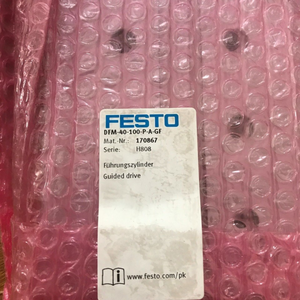 FESTO
DFM-40-100-P-A-GF
Mat. Nr. 170867
Serie: H808
Führungszylinder
Guided drive
www.festo.com/pk